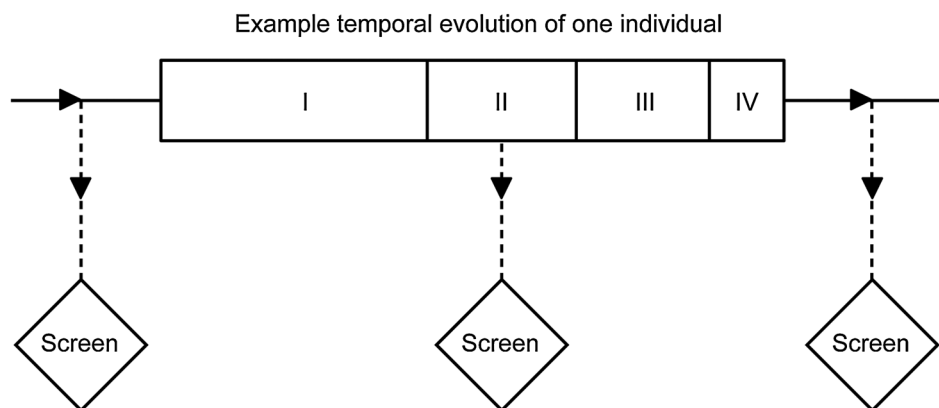 Example temporal evolution of one individual
I
II
III
IV
Screen
Screen
Screen